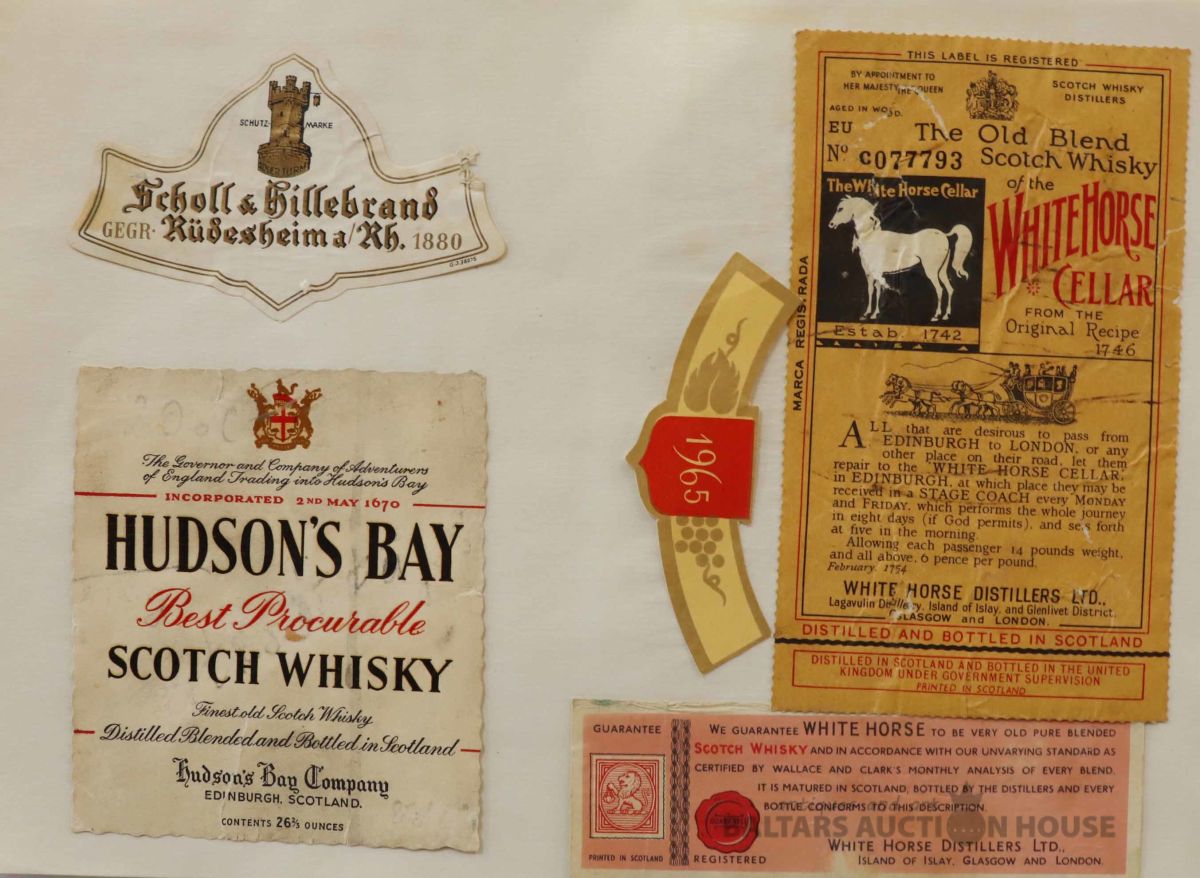 SCHUTZ- MARKE
Scholl & Hillebrand
GEGR. Rüdesheim a/Rh. 1880
The Governor and Company of Adventurers
of England Trading into Hudson's Bay
INCORPORATED 2ND MAY 1670
HUDSON'S BAY
Best Procurable
SCOTCH WHISKY
Finest old Scotch Whisky
Distilled Blended and Bottled in Scotland
Hudson's Bay Company
EDINBURGH, SCOTLAND.
CONTENTS 26⅔ OUNCES
1965
THIS LABEL IS REGISTERED
BY APPOINTMENT TO
HER MAJESTY THE QUEEN
SCOTCH WHISKY
DISTILLERS
AGED IN WOOD.
EU
Nº C077793
The Old Blend
Scotch Whisky
of the
WHITE HORSE
CELLAR
FROM THE
Original Recipe
1746
The White Horse Cellar
Estab. 1742
MARCA REGIS. RADA
ALL that are desirous to pass from
EDINBURGH to LONDON, or any
other place on their road, let them
repair to the WHITE HORSE CELLAR,
in EDINBURGH, at which place they may be
received in a STAGE COACH every MONDAY
and FRIDAY, which performs the whole journey
in eight days (if God permits), and sets forth
at five in the morning.
Allowing each passenger 14 pounds weight,
and all above, 6 pence per pound.
February, 1754
WHITE HORSE DISTILLERS LTD.,
Lagavulin Distillery, Island of Islay, and Glenlivet District,
GLASGOW and LONDON.
DISTILLED AND BOTTLED IN SCOTLAND
DISTILLED IN SCOTLAND AND BOTTLED IN THE UNITED
KINGDOM UNDER GOVERNMENT SUPERVISION
PRINTED IN SCOTLAND
GUARANTEE
PRINTED IN SCOTLAND
REGISTERED
WE GUARANTEE WHITE HORSE TO BE VERY OLD PURE BLENDED
SCOTCH WHISKY AND IN ACCORDANCE WITH OUR UNVARYING STANDARD AS
CERTIFIED BY WALLACE AND CLARK'S MONTHLY ANALYSIS OF EVERY BLEND.
IT IS MATURED IN SCOTLAND, BOTTLED BY THE DISTILLERS AND EVERY
BOTTLE CONFORMS TO THIS DESCRIPTION.
WHITE HORSE DISTILLERS LTD.,
ISLAND OF ISLAY, GLASGOW AND LONDON.
BALTARS AUCTION HOUSE